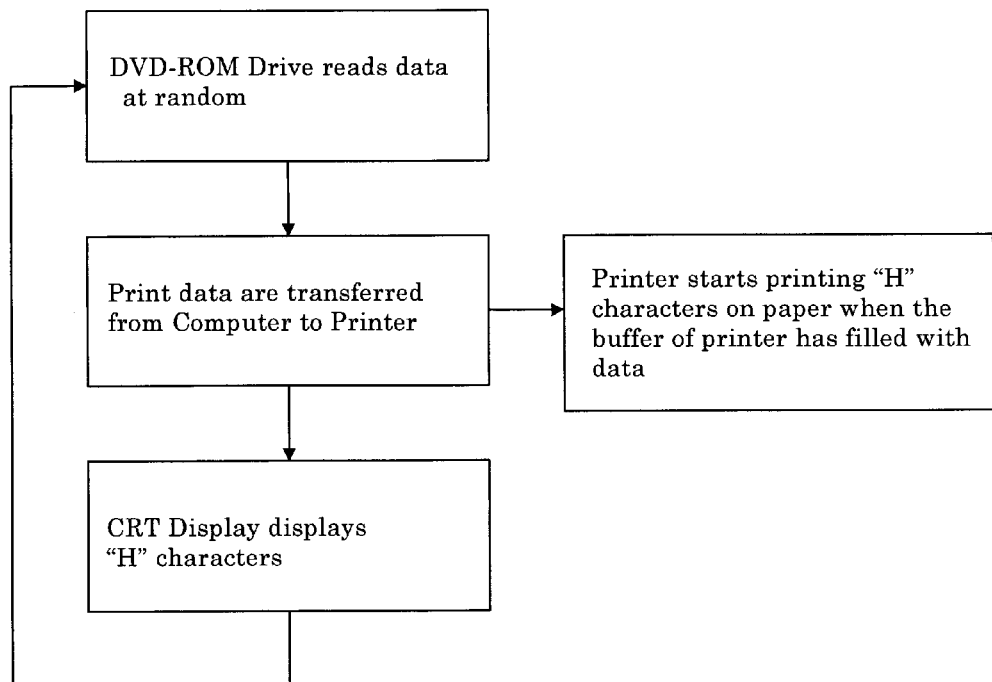 DVD-ROM Drive reads data
at random
Print data are transferred
from Computer to Printer
Printer starts printing “H”
characters on paper when the
buffer of printer has filled with
data
CRT Display displays
“H” characters